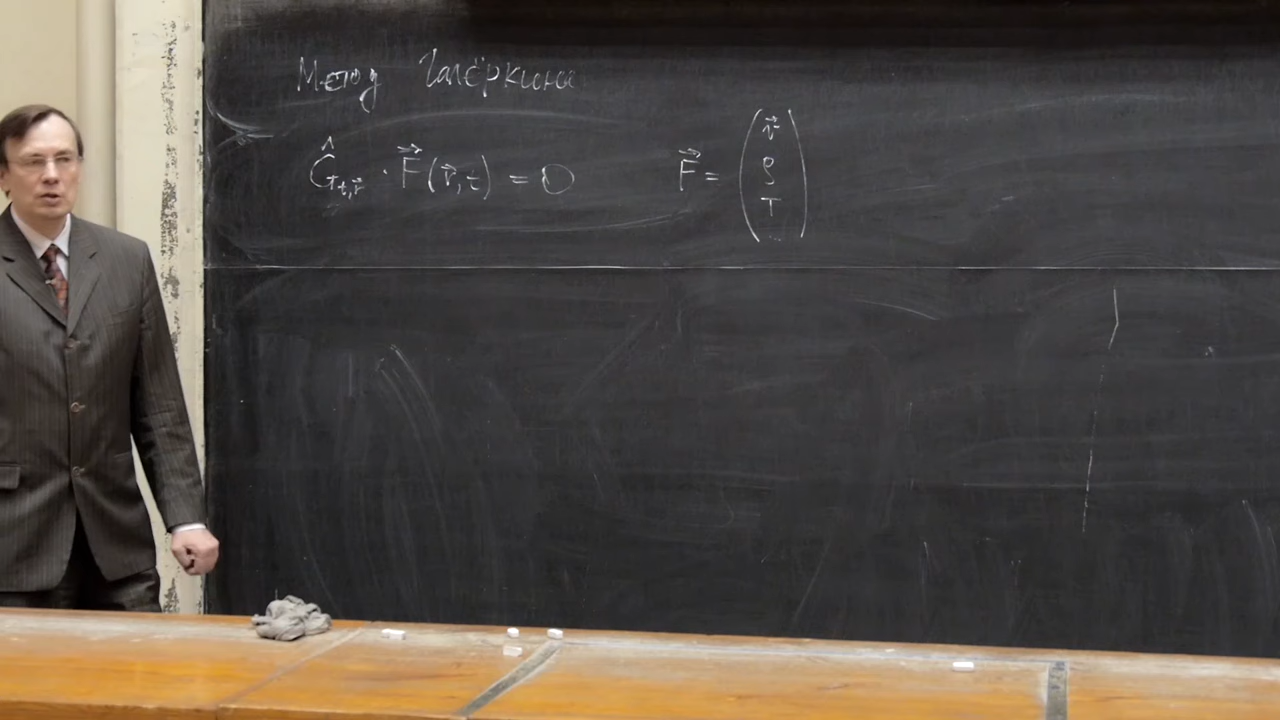 Метод Галёркина
Ĝ_{t,r⃗} · F⃗(r⃗,t) = 0
F⃗ = (v⃗ ρ T ...)